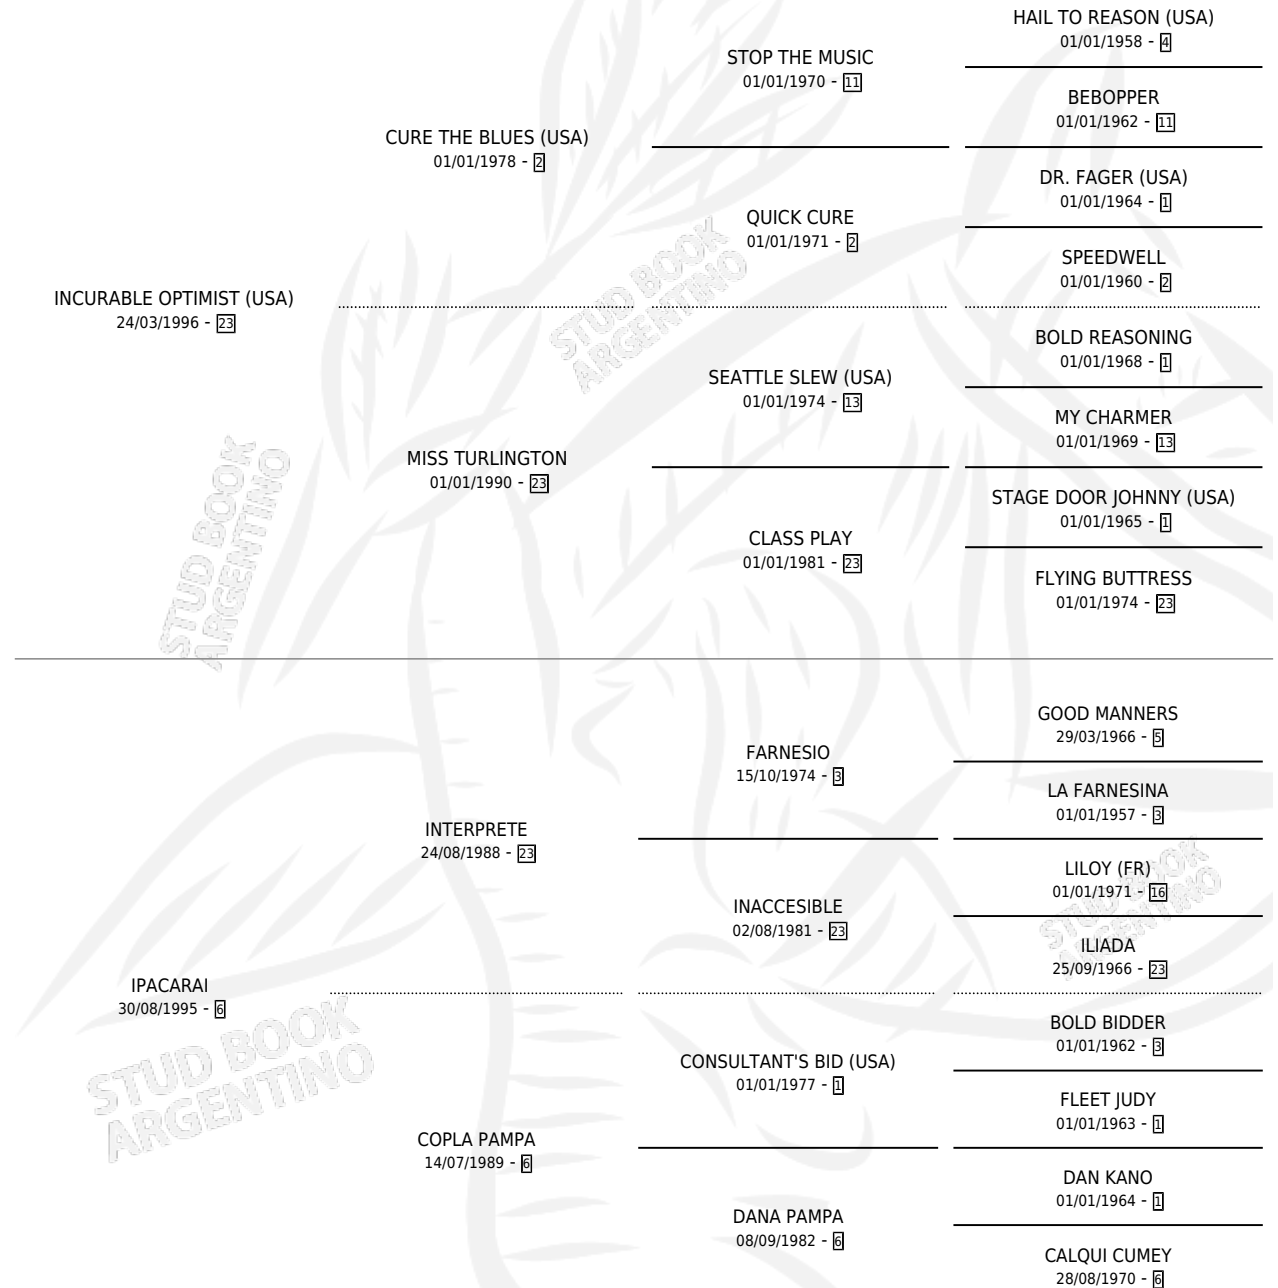 HAIL TO REASON (USA)
01/01/1958 - 4
STOP THE MUSIC
01/01/1970 - 11
BEBOPPER
01/01/1962 - 11
CURE THE BLUES (USA)
01/01/1978 - 2
DR. FAGER (USA)
01/01/1964 - 1
QUICK CURE
01/01/1971 - 2
SPEEDWELL
01/01/1960 - 2
INCURABLE OPTIMIST (USA)
24/03/1996 - 23
BOLD REASONING
01/01/1968 - 1
SEATTLE SLEW (USA)
01/01/1974 - 13
MY CHARMER
01/01/1969 - 13
MISS TURLINGTON
01/01/1990 - 23
STAGE DOOR JOHNNY (USA)
01/01/1965 - 1
CLASS PLAY
01/01/1981 - 23
FLYING BUTTRESS
01/01/1974 - 23
GOOD MANNERS
29/03/1966 - 5
FARNESIO
15/10/1974 - 3
LA FARNESINA
01/01/1957 - 3
INTERPRETE
24/08/1988 - 23
LILOY (FR)
01/01/1971 - 16
INACCESIBLE
02/08/1981 - 23
ILIADA
25/09/1966 - 23
IPACARAI
30/08/1995 - 6
BOLD BIDDER
01/01/1962 - 3
CONSULTANT'S BID (USA)
01/01/1977 - 1
FLEET JUDY
01/01/1963 - 1
COPLA PAMPA
14/07/1989 - 6
DAN KANO
01/01/1964 - 1
DANA PAMPA
08/09/1982 - 6
CALQUI CUMEY
28/08/1970 - 6
STUD BOOK
ARGENTINO
STUD BOOK
ARGENTINO
STUD BOOK
ARGENTINO
STUD BOOK
ARGENTINO